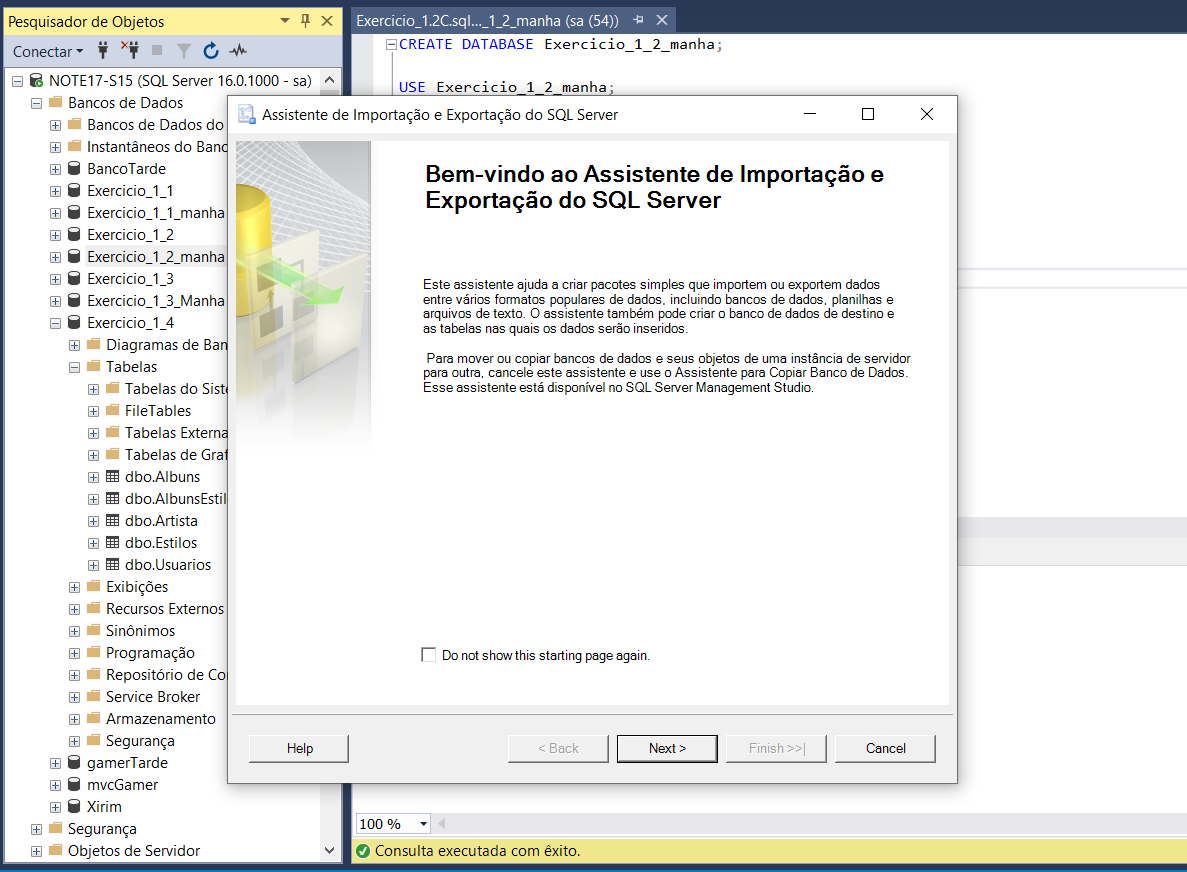 Pesquisador de Objetos
Conectar
NOTE17-S15 (SQL Server 16.0.1000 - sa)
Bancos de Dados
Bancos de Dados do
Instantâneos do Banc
BancoTarde
Exercicio_1_1
Exercicio_1_1_manha
Exercicio_1_2
Exercicio_1_2_manha
Exercicio_1_3
Exercicio_1_3_Manha
Exercicio_1_4
Diagramas de Ban
Tabelas
Tabelas do Siste
FileTables
Tabelas Externa
Tabelas de Graf
dbo.Albuns
dbo.AlbunsEstil
dbo.Artista
dbo.Estilos
dbo.Usuarios
Exibições
Recursos Externos
Sinônimos
Programação
Repositório de Co
Service Broker
Armazenamento
Segurança
gamerTarde
mvcGamer
Xirim
Segurança
Objetos de Servidor
Exercicio_1.2C.sql..._1_2_manha (sa (54))
CREATE DATABASE Exercicio_1_2_manha;
USE Exercicio_1_2_manha;
Assistente de Importação e Exportação do SQL Server
Bem-vindo ao Assistente de Importação e
Exportação do SQL Server
Este assistente ajuda a criar pacotes simples que importem ou exportem dados
entre vários formatos populares de dados, incluindo bancos de dados, planilhas e
arquivos de texto. O assistente também pode criar o banco de dados de destino e
as tabelas nas quais os dados serão inseridos.
Para mover ou copiar bancos de dados e seus objetos de uma instância de servidor
para outra, cancele este assistente e use o Assistente para Copiar Banco de Dados.
Esse assistente está disponível no SQL Server Management Studio.
Do not show this starting page again.
Help
< Back
Next >
Finish >>|
Cancel
100 %
Consulta executada com êxito.